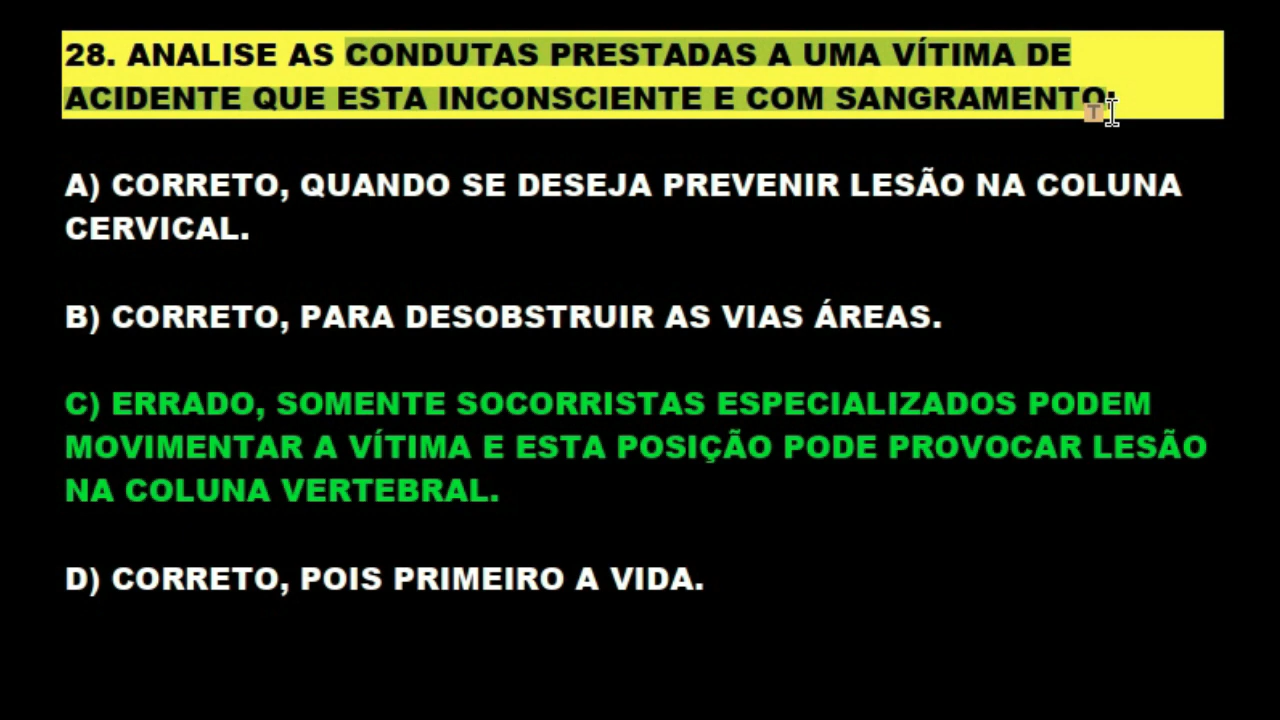 28. ANALISE AS CONDUTAS PRESTADAS A UMA VÍTIMA DE
ACIDENTE QUE ESTA INCONSCIENTE E COM SANGRAMENTO:
A) CORRETO, QUANDO SE DESEJA PREVENIR LESÃO NA COLUNA
CERVICAL.
B) CORRETO, PARA DESOBSTRUIR AS VIAS ÁREAS.
C) ERRADO, SOMENTE SOCORRISTAS ESPECIALIZADOS PODEM
MOVIMENTAR A VÍTIMA E ESTA POSIÇÃO PODE PROVOCAR LESÃO
NA COLUNA VERTEBRAL.
D) CORRETO, POIS PRIMEIRO A VIDA.